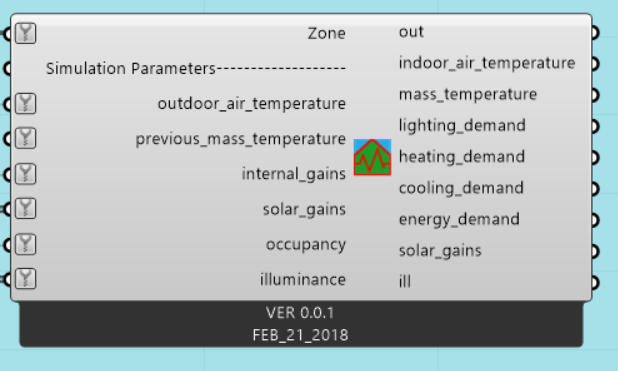 Zone
Simulation Parameters-------------------
outdoor_air_temperature
previous_mass_temperature
internal_gains
solar_gains
occupancy
illuminance
out
indoor_air_temperature
mass_temperature
lighting_demand
heating_demand
cooling_demand
energy_demand
solar_gains
ill
VER 0.0.1
FEB_21_2018